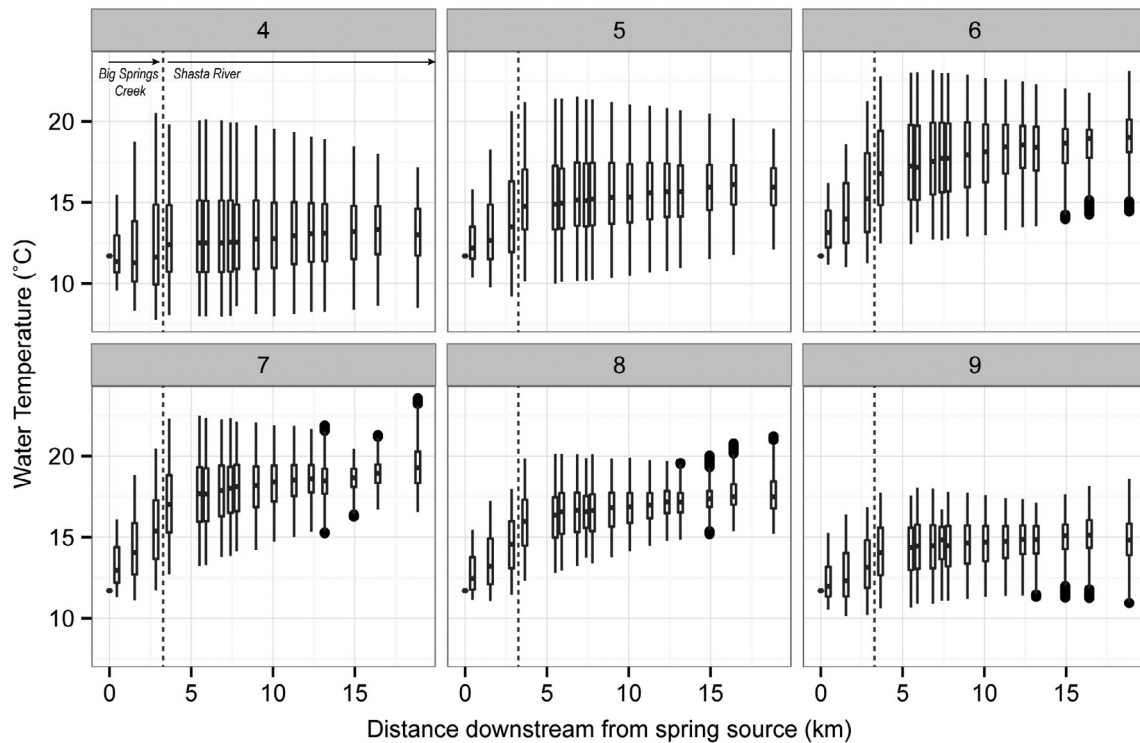 4
5
6
Big Springs
Creek
Shasta River
20
15
10
7
8
9
20
15
10
0 5 10 15
0 5 10 15
0 5 10 15
Water Temperature (˚C)
Distance downstream from spring source (km)